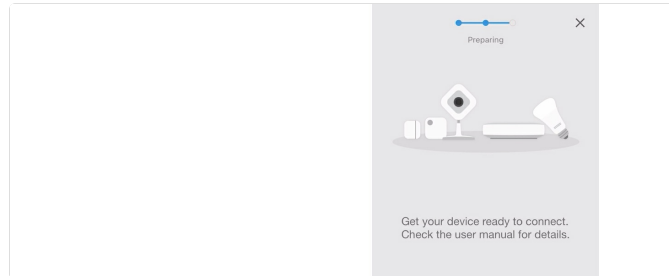 Preparing
Get your device ready to connect.
Check the user manual for details.